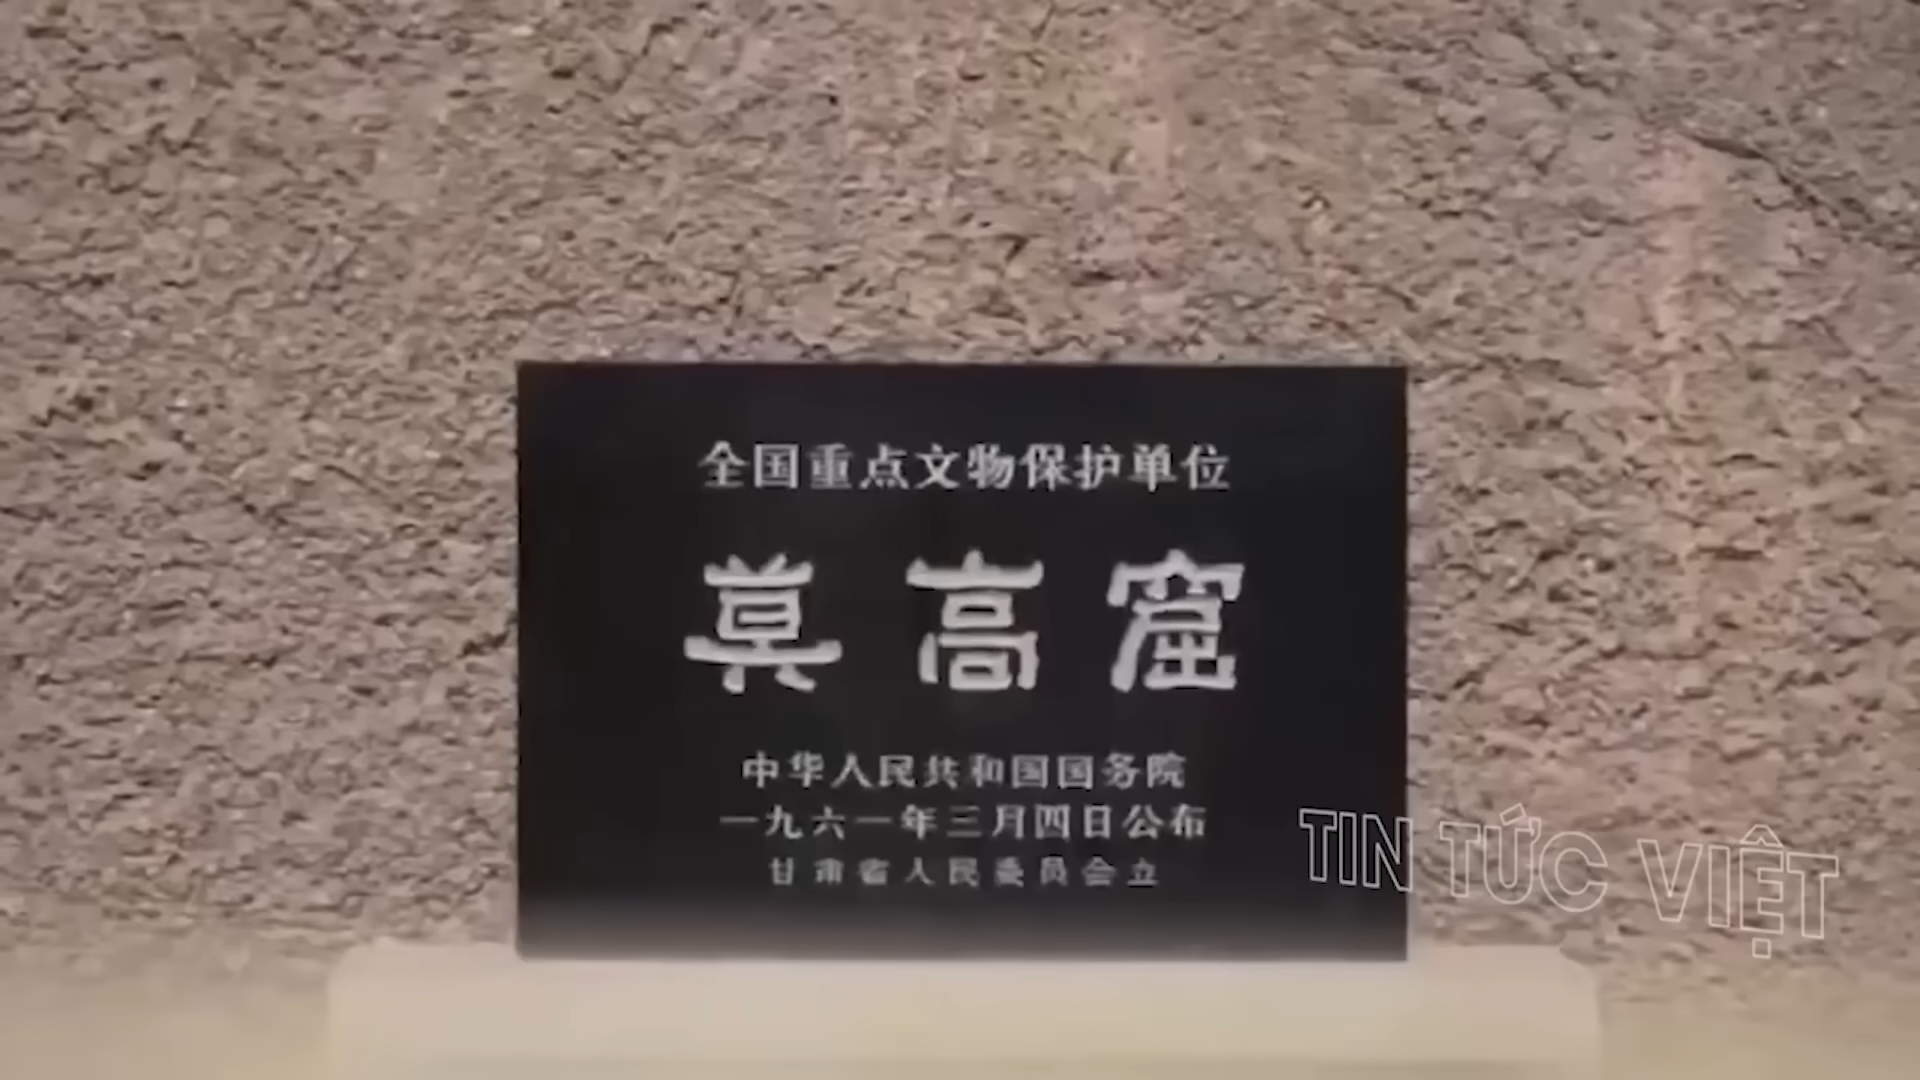 全国重点文物保护单位
莫高窟
中华人民共和国国务院
一九六一年三月四日公布
甘肃省人民委员会立
TIN TỨC VIỆT